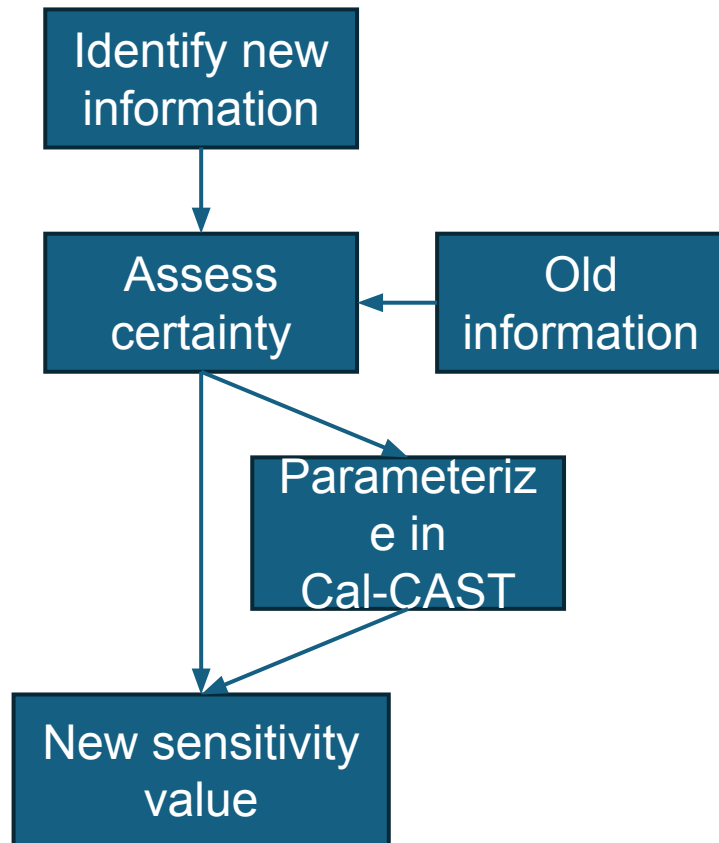 Identify new
information
Assess
certainty
Old
information
Parameteriz
e in
Cal-CAST
New sensitivity
value